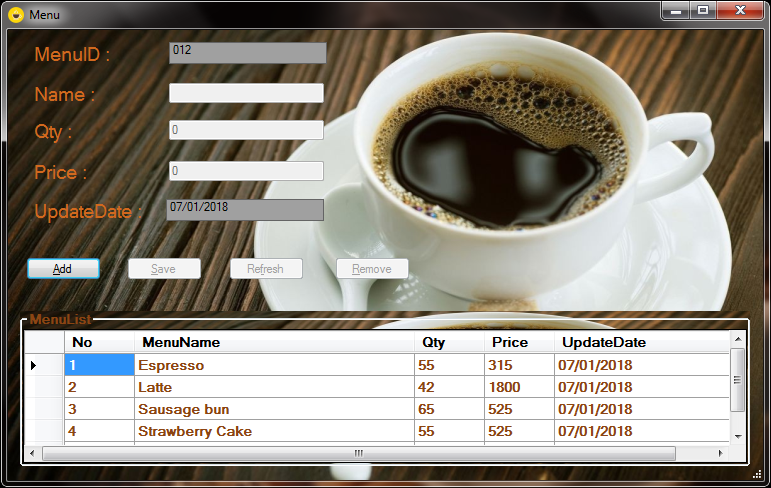 Menu
MenuID : 012
Name :
Qty : 0
Price : 0
UpdateDate : 07/01/2018
Add Save Refresh Remove
MenuList
No MenuName Qty Price UpdateDate
1 Espresso 55 315 07/01/2018
2 Latte 42 1800 07/01/2018
3 Sausage bun 65 525 07/01/2018
4 Strawberry Cake 55 525 07/01/2018